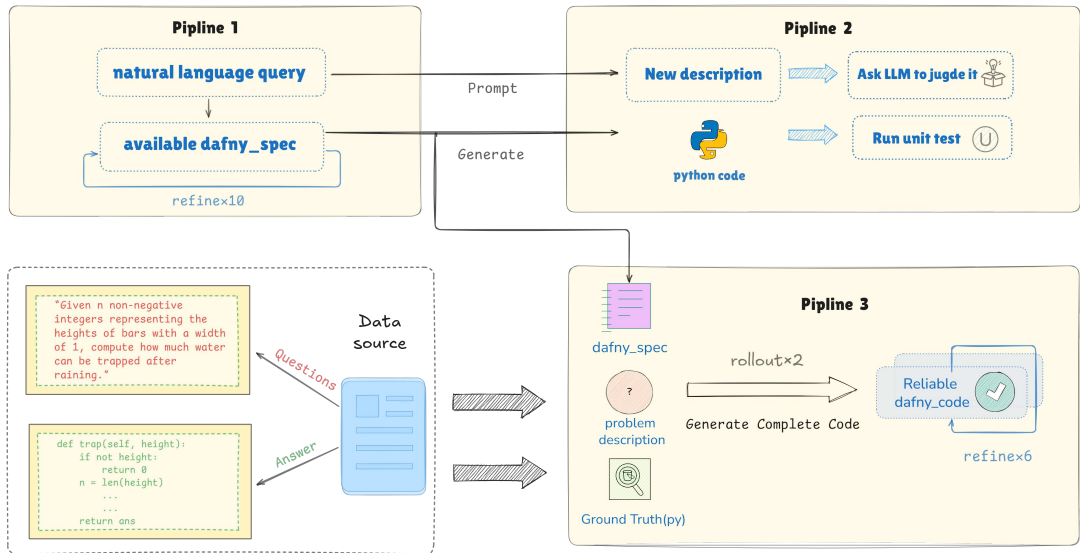 Pipline 1
natural language query
available dafny_spec
refine×10
Prompt
Generate
Pipline 2
New description
Ask LLM to jugde it
python code
Run unit test
U
"Given n non-negative
integers representing the
heights of bars with a width
of 1, compute how much water
can be trapped after
raining."
Data
source
Questions
Answer
def trap(self, height):
if not height:
return 0
n = len(height)
...
...
return ans
Pipline 3
dafny_spec
?
problem
description
Ground Truth(py)
rollout×2
Generate Complete Code
Reliable
dafny_code
refine×6